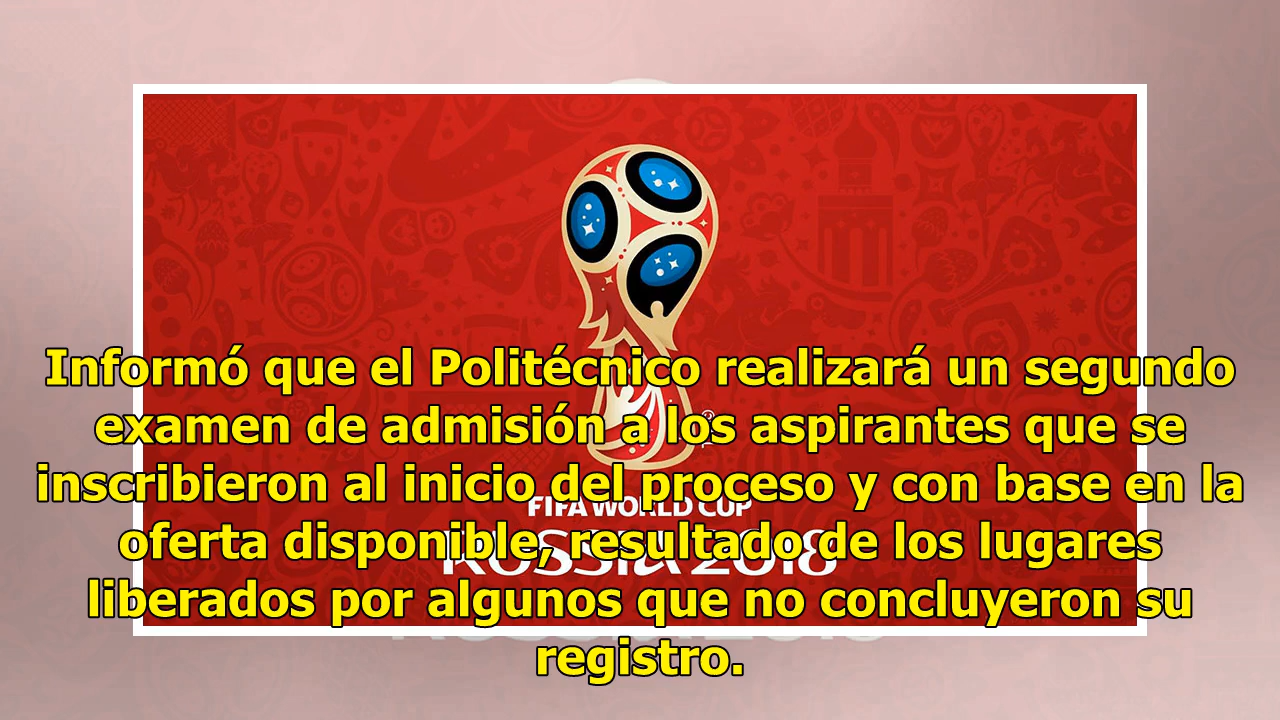 Informó que el Politécnico realizará un segundo
examen de admisión a los aspirantes que se
inscribieron al inicio del proceso y con base en la
FIFA WORLD CUP
oferta disponible, resultado de los lugares
RUSSIA 2018
liberados por algunos que no concluyeron su
registro.